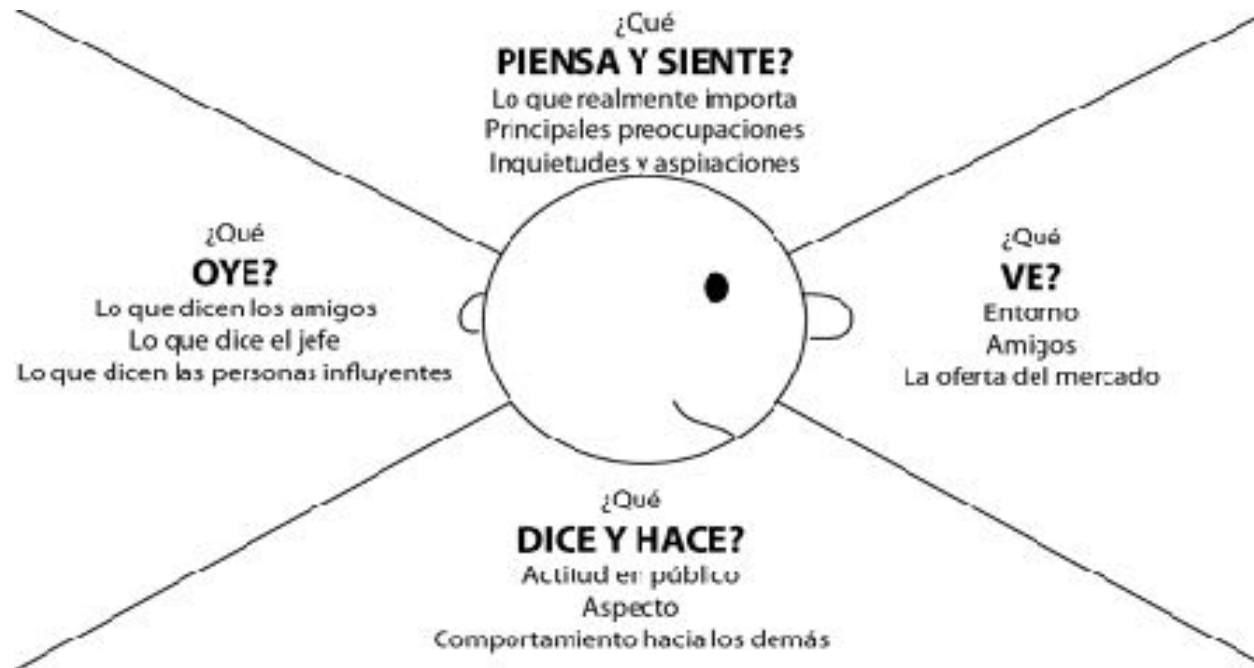 ¿Qué
PIENSA Y SIENTE?
Lo que realmente importa
Principales preocupaciones
Inquietudes y aspiraciones
¿Qué
OYE?
Lo que dicen los amigos
Lo que dice el jefe
Lo que dicen las personas influyentes
¿Qué
VE?
Entorno
Amigos
La oferta del mercado
¿Qué
DICE Y HACE?
Actitud en público
Aspecto
Comportamiento hacia los demás